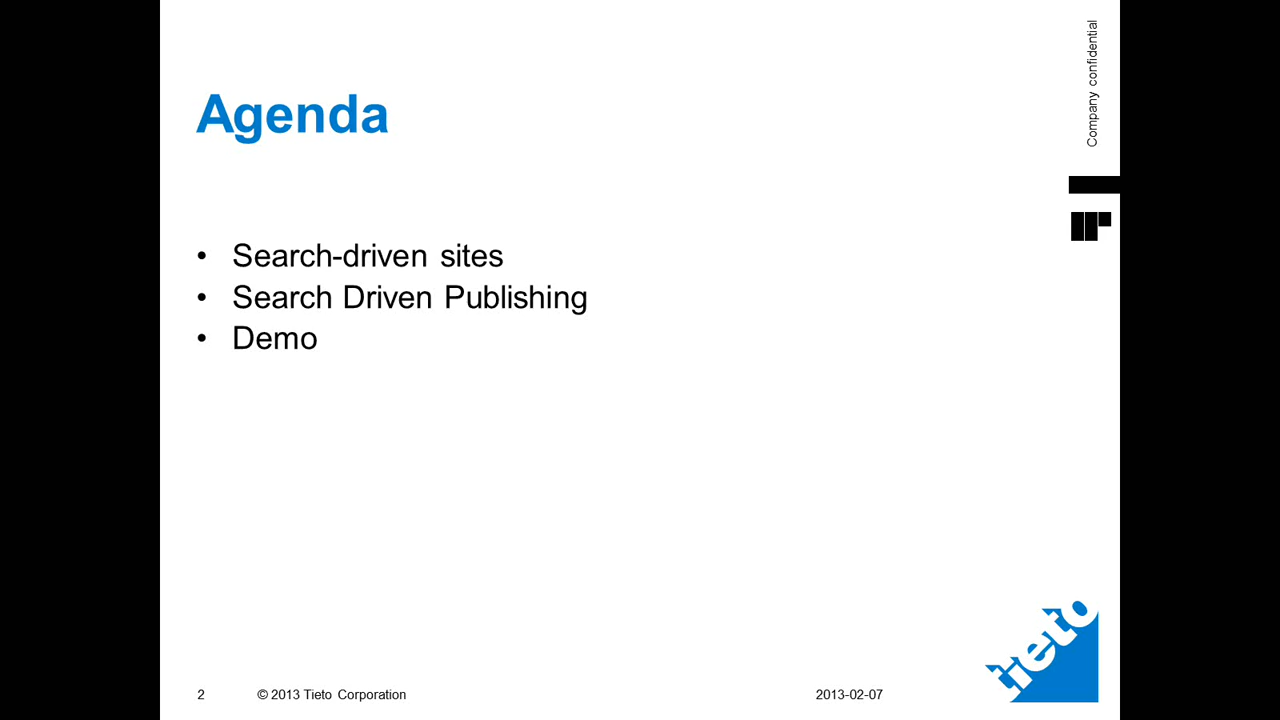 Company confidential
Agenda
• Search-driven sites
• Search Driven Publishing
• Demo
tieto
2 © 2013 Tieto Corporation 2013-02-07